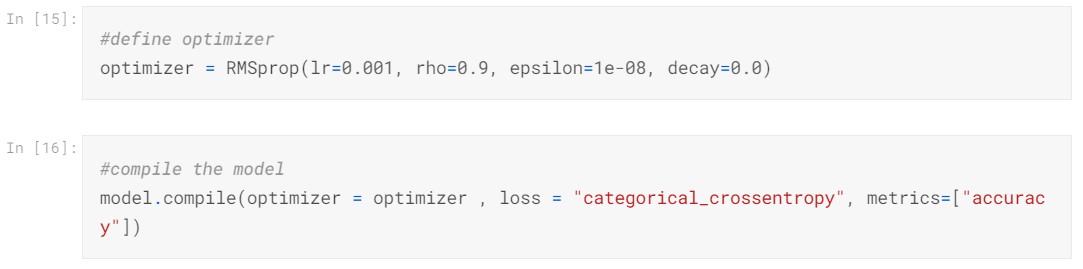 In [15]:
#define optimizer
optimizer = RMSprop(lr=0.001, rho=0.9, epsilon=1e-08, decay=0.0)
In [16]:
#compile the model
model.compile(optimizer = optimizer , loss = "categorical_crossentropy", metrics=["accurac
y"])